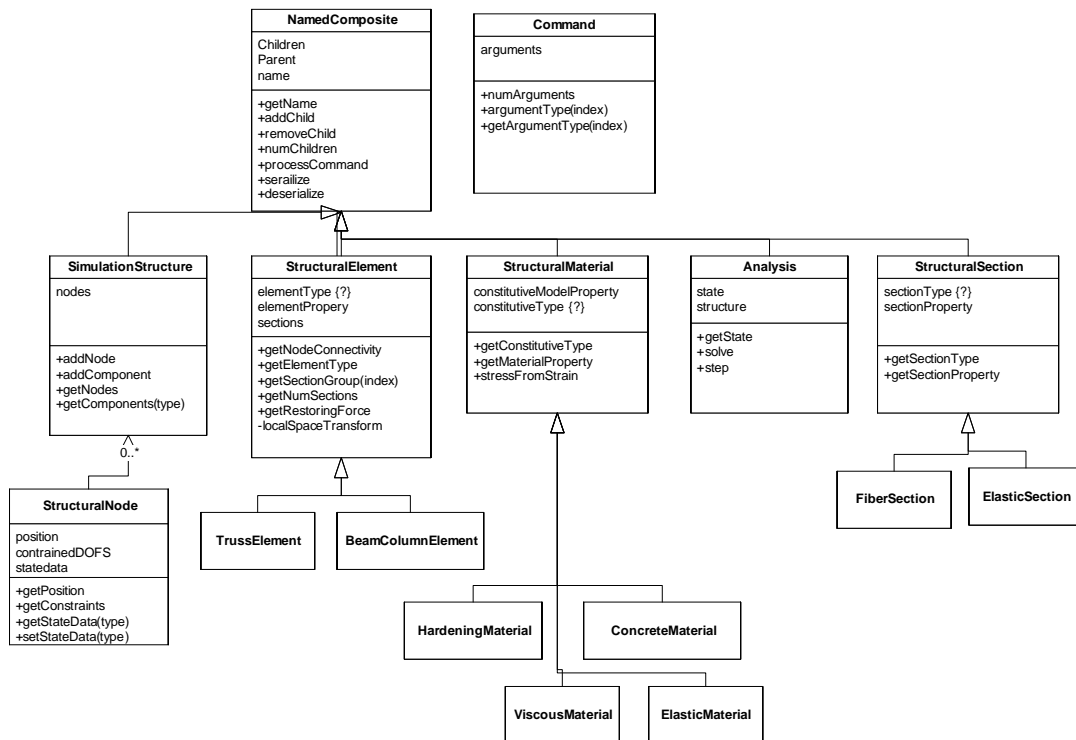 NamedComposite
Children
Parent
name
+getName
+addChild
+removeChild
+numChildren
+processCommand
+serailize
+deserialize
Command
arguments
+numArguments
+argumentType(index)
+getArgumentType(index)
SimulationStructure
nodes
+addNode
+addComponent
+getNodes
+getComponents(type)
StructuralElement
elementType {?}
elementPropery
sections
+getNodeConnectivity
+getElementType
+getSectionGroup(index)
+getNumSections
+getRestoringForce
-localSpaceTransform
StructuralMaterial
constitutiveModelProperty
constitutiveType {?}
+getConstitutiveType
+getMaterialProperty
+stressFromStrain
Analysis
state
structure
+getState
+solve
+step
StructuralSection
sectionType {?}
sectionProperty
+getSectionType
+getSectionProperty
0..*
StructuralNode
position
contrainedDOFS
statedata
+getPosition
+getConstraints
+getStateData(type)
+setStateData(type)
TrussElement
BeamColumnElement
FiberSection
ElasticSection
HardeningMaterial
ConcreteMaterial
ViscousMaterial
ElasticMaterial